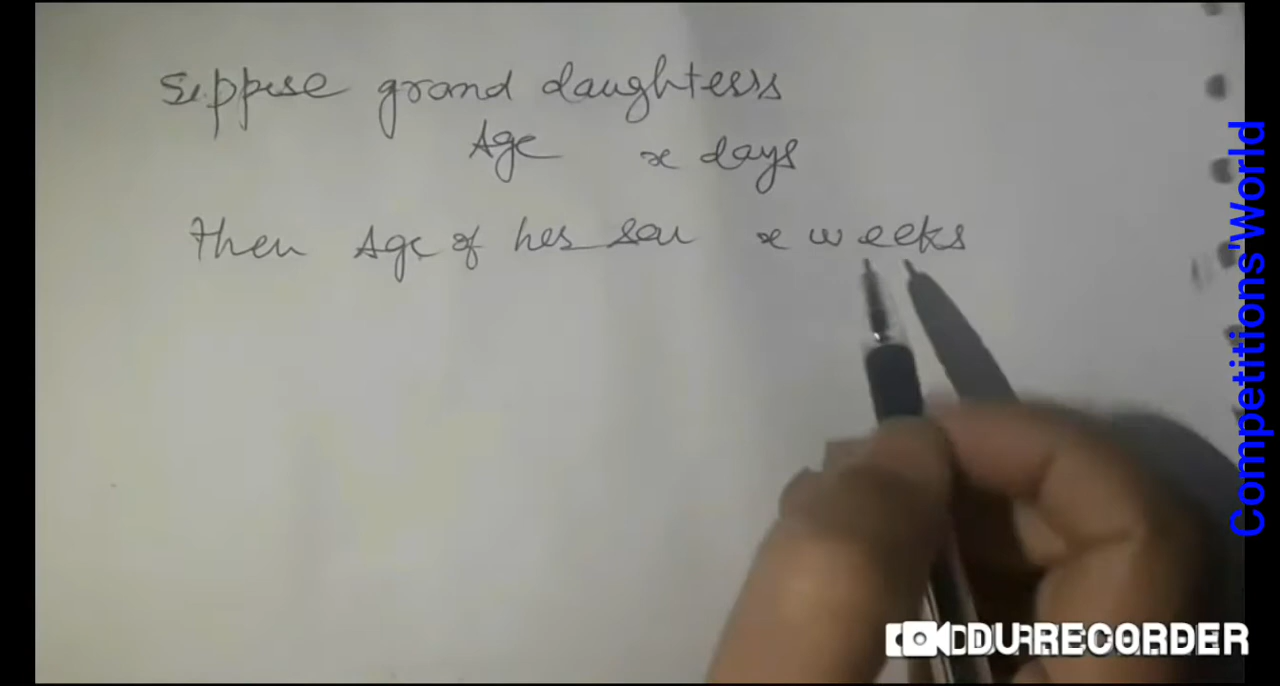 Suppose grand daughters
Age x days
then Age of her son x weeks
Competitions'World
DU RECORDER